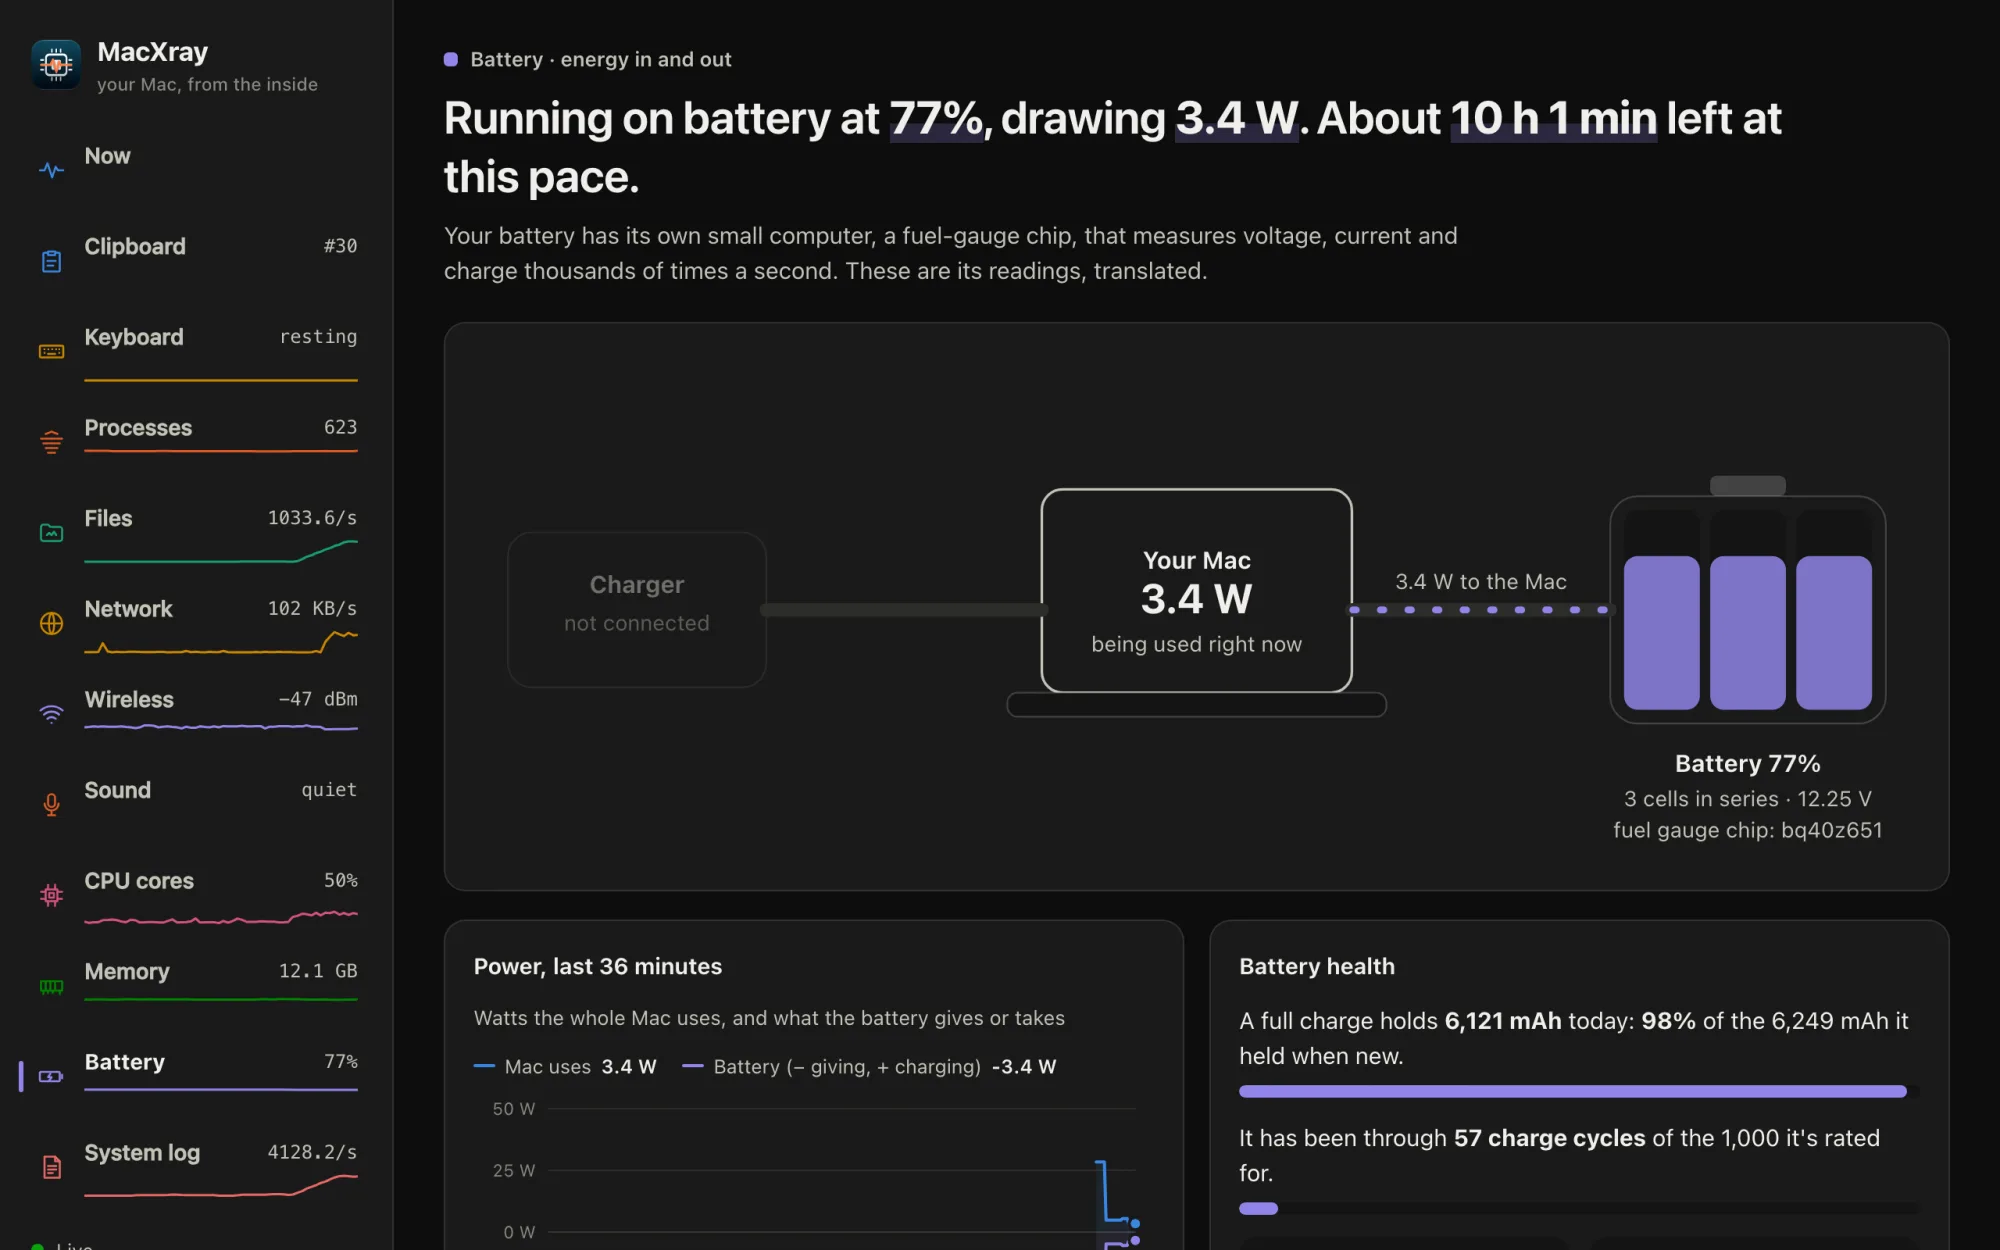 MacXray
your Mac, from the inside
Now
Clipboard #30
Keyboard resting
Processes 623
Files 1033.6/s
Network 102 KB/s
Wireless −47 dBm
Sound quiet
CPU cores 50%
Memory 12.1 GB
Battery 77%
System log 4128.2/s
Live
Battery · energy in and out
Running on battery at 77%, drawing 3.4 W. About 10 h 1 min left at
this pace.
Your battery has its own small computer, a fuel-gauge chip, that measures voltage, current and
charge thousands of times a second. These are its readings, translated.
Charger
not connected
Your Mac
3.4 W
being used right now
3.4 W to the Mac
Battery 77%
3 cells in series · 12.25 V
fuel gauge chip: bq40z651
Power, last 36 minutes
Watts the whole Mac uses, and what the battery gives or takes
Mac uses 3.4 W Battery (− giving, + charging) -3.4 W
50 W
25 W
0 W
Battery health
A full charge holds 6,121 mAh today: 98% of the 6,249 mAh it
held when new.
It has been through 57 charge cycles of the 1,000 it's rated
for.